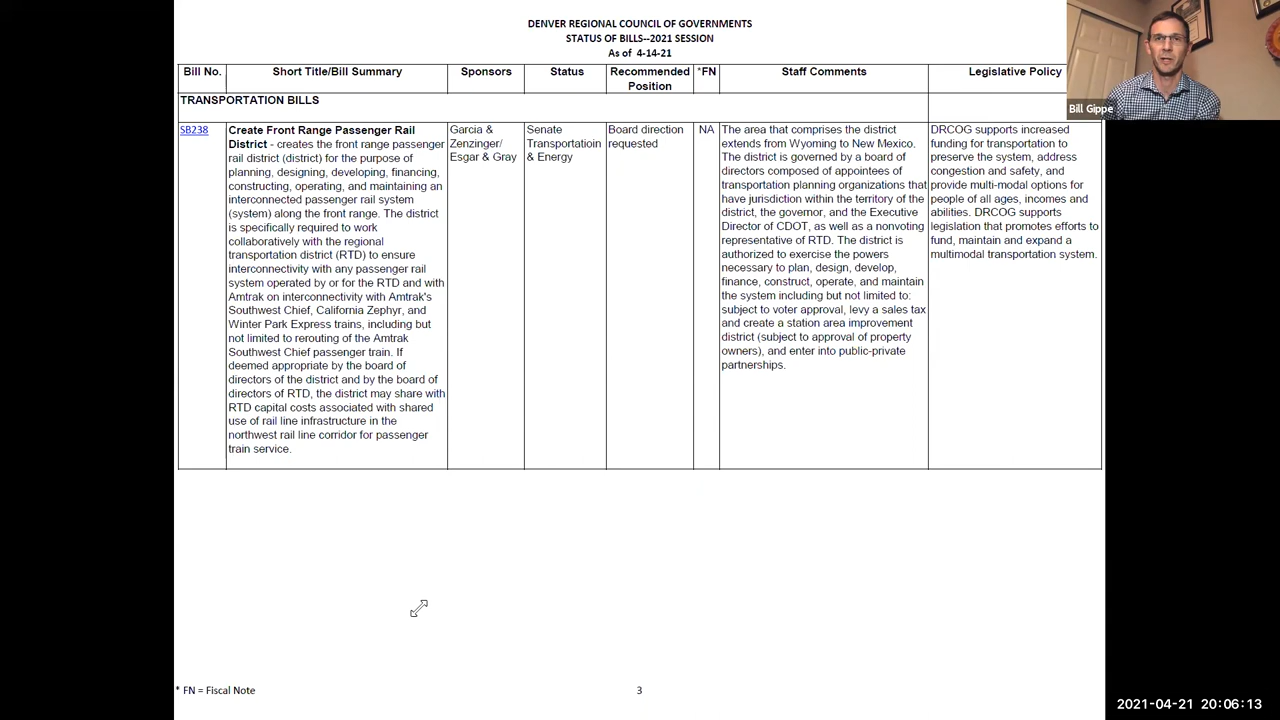 DENVER REGIONAL COUNCIL OF GOVERNMENTS
STATUS OF BILLS--2021 SESSION
As of 4-14-21
Bill No.
Short Title/Bill Summary
Sponsors
Status
Recommended
Position
*FN
Staff Comments
Legislative Policy
TRANSPORTATION BILLS
SB238
Create Front Range Passenger Rail
District - creates the front range passenger
rail district (district) for the purpose of
planning, designing, developing, financing,
constructing, operating, and maintaining an
interconnected passenger rail system
(system) along the front range. The district
is specifically required to work
collaboratively with the regional
transportation district (RTD) to ensure
interconnectivity with any passenger rail
system operated by or for the RTD and with
Amtrak on interconnectivity with Amtrak's
Southwest Chief, California Zephyr, and
Winter Park Express trains, including but
not limited to rerouting of the Amtrak
Southwest Chief passenger train. If
deemed appropriate by the board of
directors of the district and by the board of
directors of RTD, the district may share with
RTD capital costs associated with shared
use of rail line infrastructure in the
northwest rail line corridor for passenger
train service.
Garcia &
Zenzinger/
Esgar & Gray
Senate
Transportatioin
& Energy
Board direction
requested
NA
The area that comprises the district
extends from Wyoming to New Mexico.
The district is governed by a board of
directors composed of appointees of
transportation planning organizations that
have jurisdiction within the territory of the
district, the governor, and the Executive
Director of CDOT, as well as a nonvoting
representative of RTD. The district is
authorized to exercise the powers
necessary to plan, design, develop,
finance, construct, operate, and maintain
the system including but not limited to:
subject to voter approval, levy a sales tax
and create a station area improvement
district (subject to approval of property
owners), and enter into public-private
partnerships.
DRCOG supports increased
funding for transportation to
preserve the system, address
congestion and safety, and
provide multi-modal options for
people of all ages, incomes and
abilities. DRCOG supports
legislation that promotes efforts to
fund, maintain and expand a
multimodal transportation system.
Bill Gippe
* FN = Fiscal Note
3
2021-04-21 20:06:13